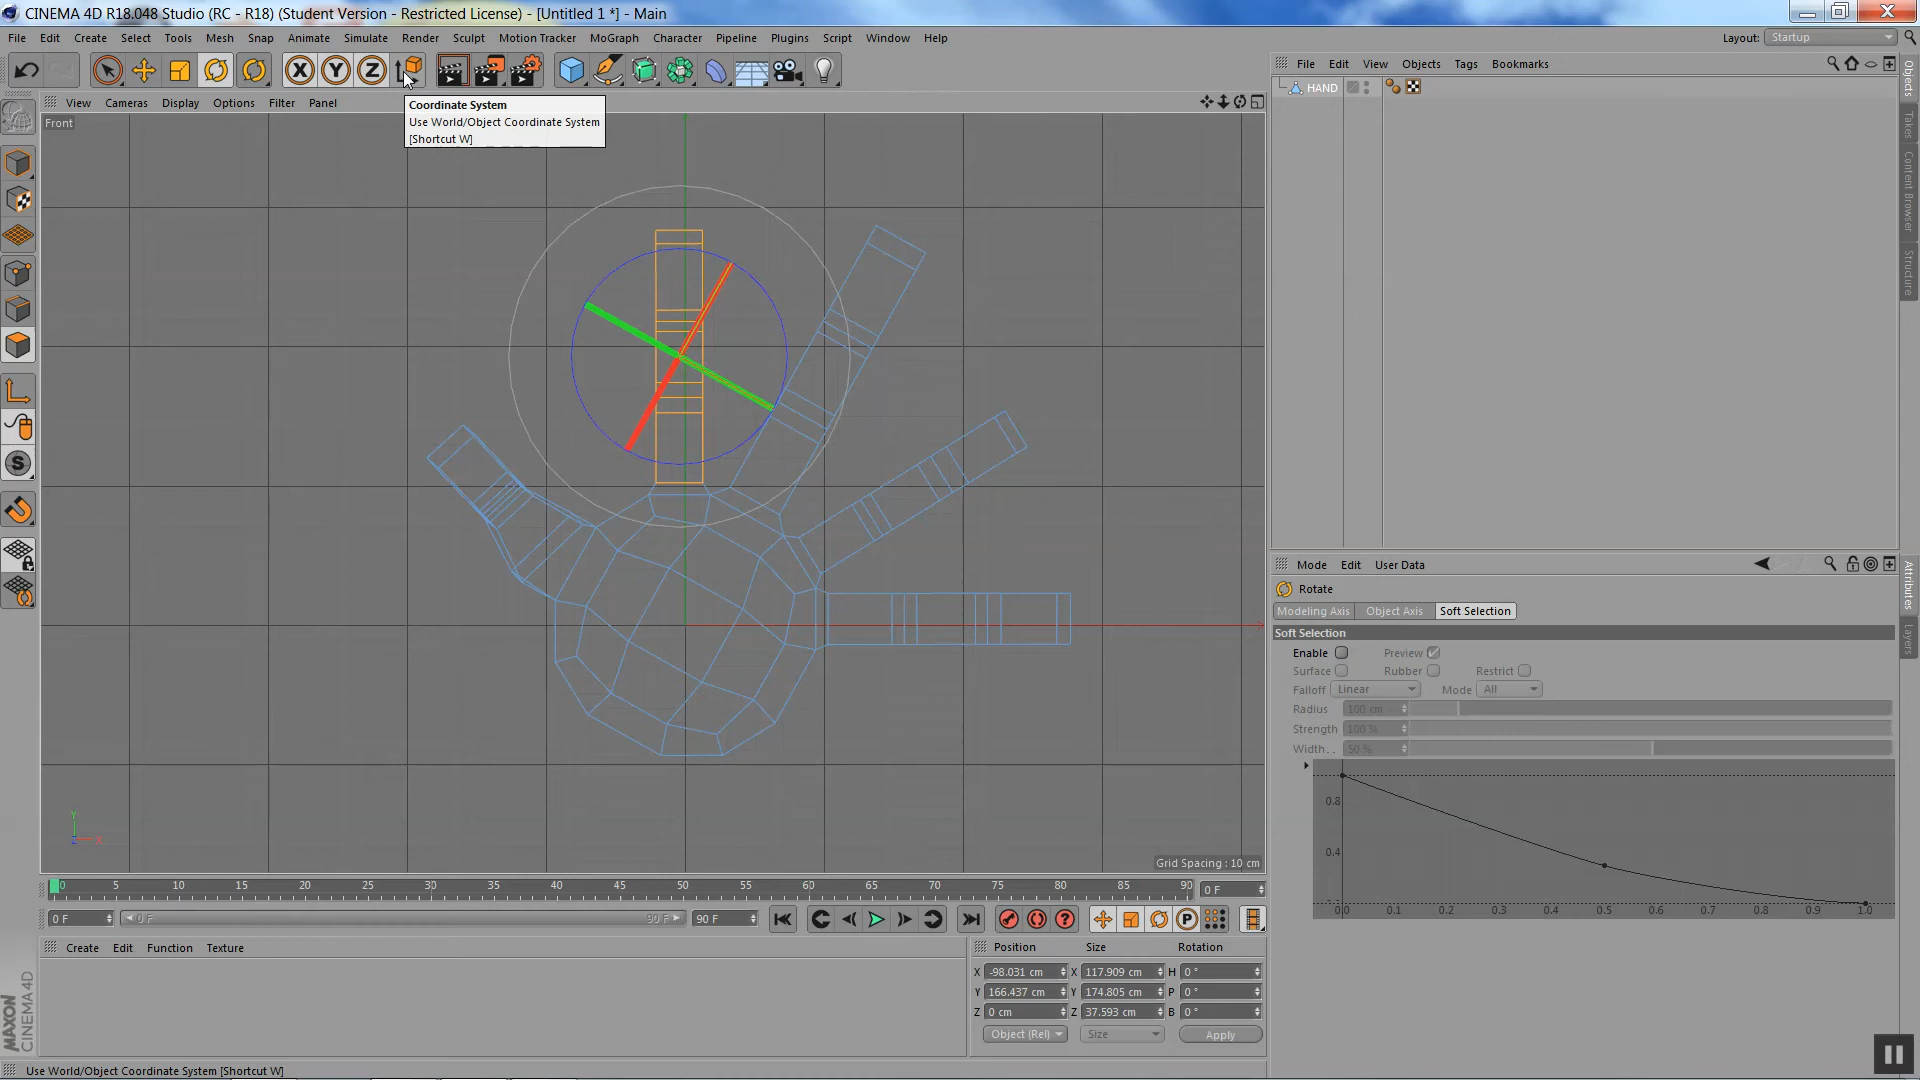 CINEMA 4D R18.048 Studio (RC - R18) (Student Version - Restricted License) - [Untitled 1 *] - Main
File Edit Create Select Tools Mesh Snap Animate Simulate Render Sculpt Motion Tracker MoGraph Character Pipeline Plugins Script Window Help
Layout: Startup
X Y Z
File Edit View Objects Tags Bookmarks
View Cameras Display Options Filter Panel
Coordinate System
Use World/Object Coordinate System
[Shortcut W]
Front
HAND
Objects
Takes
Content Browser
Structure
S
Y
Z X
Grid Spacing : 10 cm
Mode Edit User Data
Rotate
Modeling Axis Object Axis Soft Selection
Soft Selection
Enable Preview
Surface Rubber Restrict
Falloff Linear Mode All
Radius 100 cm
Strength 100 %
Width . . 50 %
0.8
0.4
0.0 0.1 0.2 0.3 0.4 0.5 0.6 0.7 0.8 0.9 1.0
Attributes
Layers
0 5 10 15 20 25 30 35 40 45 50 55 60 65 70 75 80 85 90
0 F
0 F 0 F 90 F 90 F
P
Create Edit Function Texture
Position Size Rotation
X -98.031 cm X 117.909 cm H 0 °
Y 166.437 cm Y 174.805 cm P 0 °
Z 0 cm Z 37.593 cm B 0 °
Object (Rel) Size Apply
MAXON
CINEMA 4D
Use World/Object Coordinate System [Shortcut W]